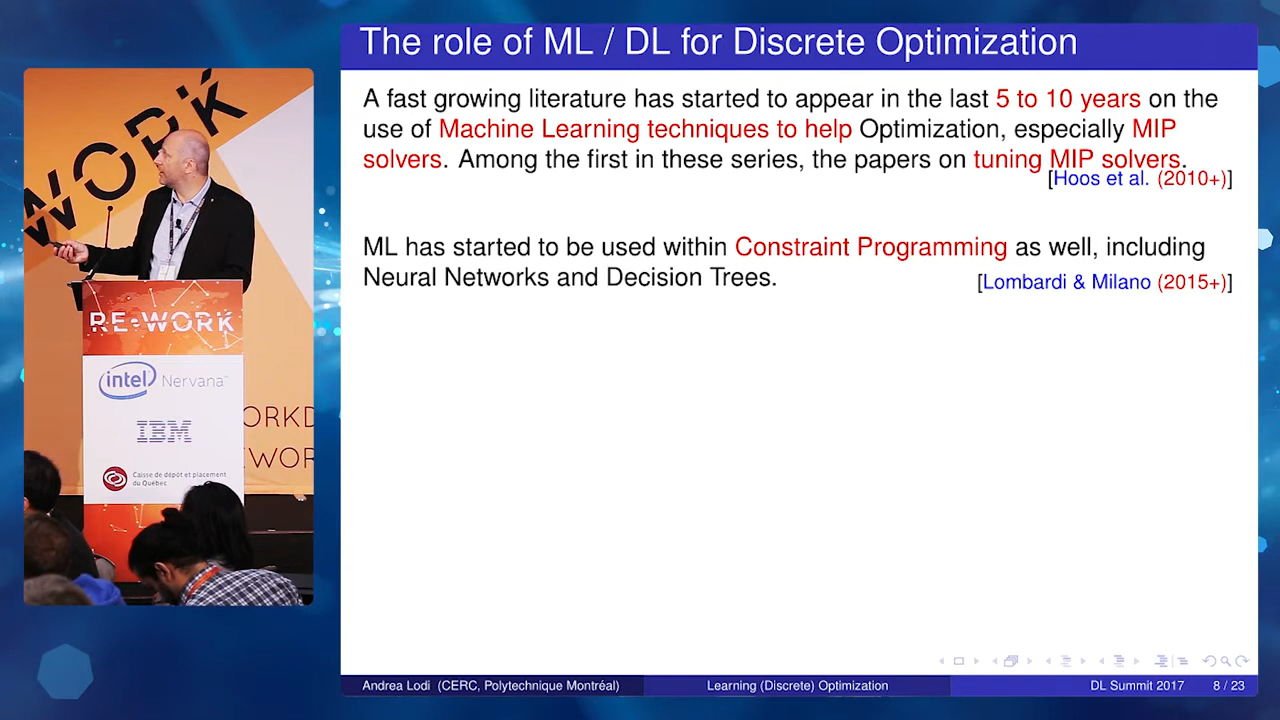 The role of ML / DL for Discrete Optimization
A fast growing literature has started to appear in the last 5 to 10 years on the
use of Machine Learning techniques to help Optimization, especially MIP
solvers. Among the first in these series, the papers on tuning MIP solvers.
[Hoos et al. (2010+)]
ML has started to be used within Constraint Programming as well, including
Neural Networks and Decision Trees.
[Lombardi & Milano (2015+)]
Andrea Lodi (CERC, Polytechnique Montréal)
Learning (Discrete) Optimization
DL Summit 2017
8 / 23
WORK
RE•WORK
intel Nervana™
IBM
Caisse de dépôt et placement
du Québec
ORKD
EWOR